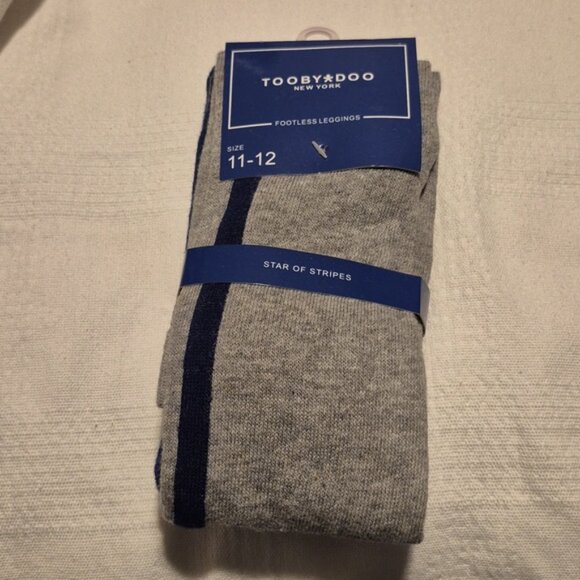 TOOBY★DOO
NEW YORK
FOOTLESS LEGGINGS
SIZE
11-12
STAR OF STRIPES